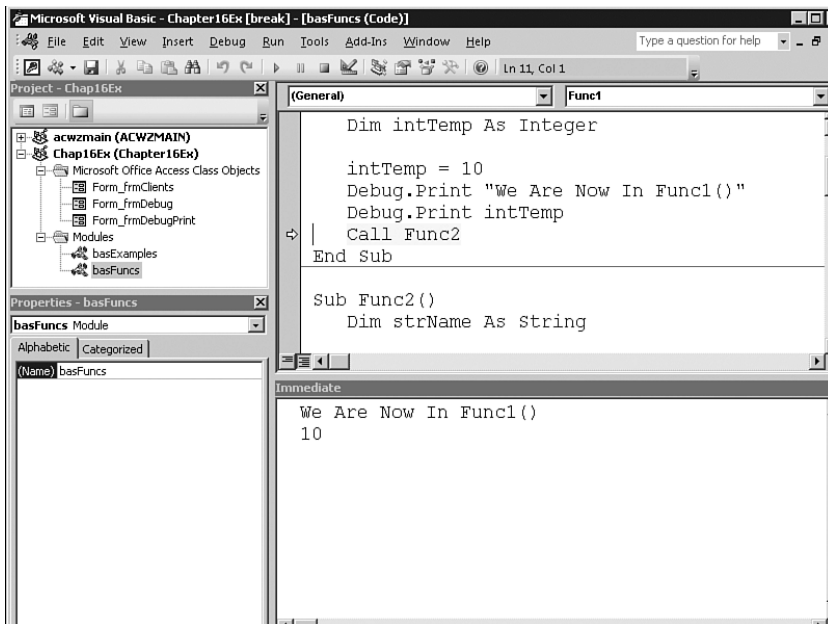 Microsoft Visual Basic - Chapter16Ex [break] - [basFuncs (Code)]
File Edit View Insert Debug Run Tools Add-Ins Window Help
Type a question for help
Ln 11, Col 1
Project - Chap16Ex
acwzmain (ACWZMAIN)
Chap16Ex (Chapter16Ex)
Microsoft Office Access Class Objects
Form_frmClients
Form_frmDebug
Form_frmDebugPrint
Modules
basExamples
basFuncs
Properties - basFuncs
basFuncs Module
Alphabetic Categorized
(Name) basFuncs
(General) Func1
Dim intTemp As Integer
intTemp = 10
Debug.Print "We Are Now In Func1()"
Debug.Print intTemp
Call Func2
End Sub
Sub Func2()
Dim strName As String
Immediate
We Are Now In Func1()
10